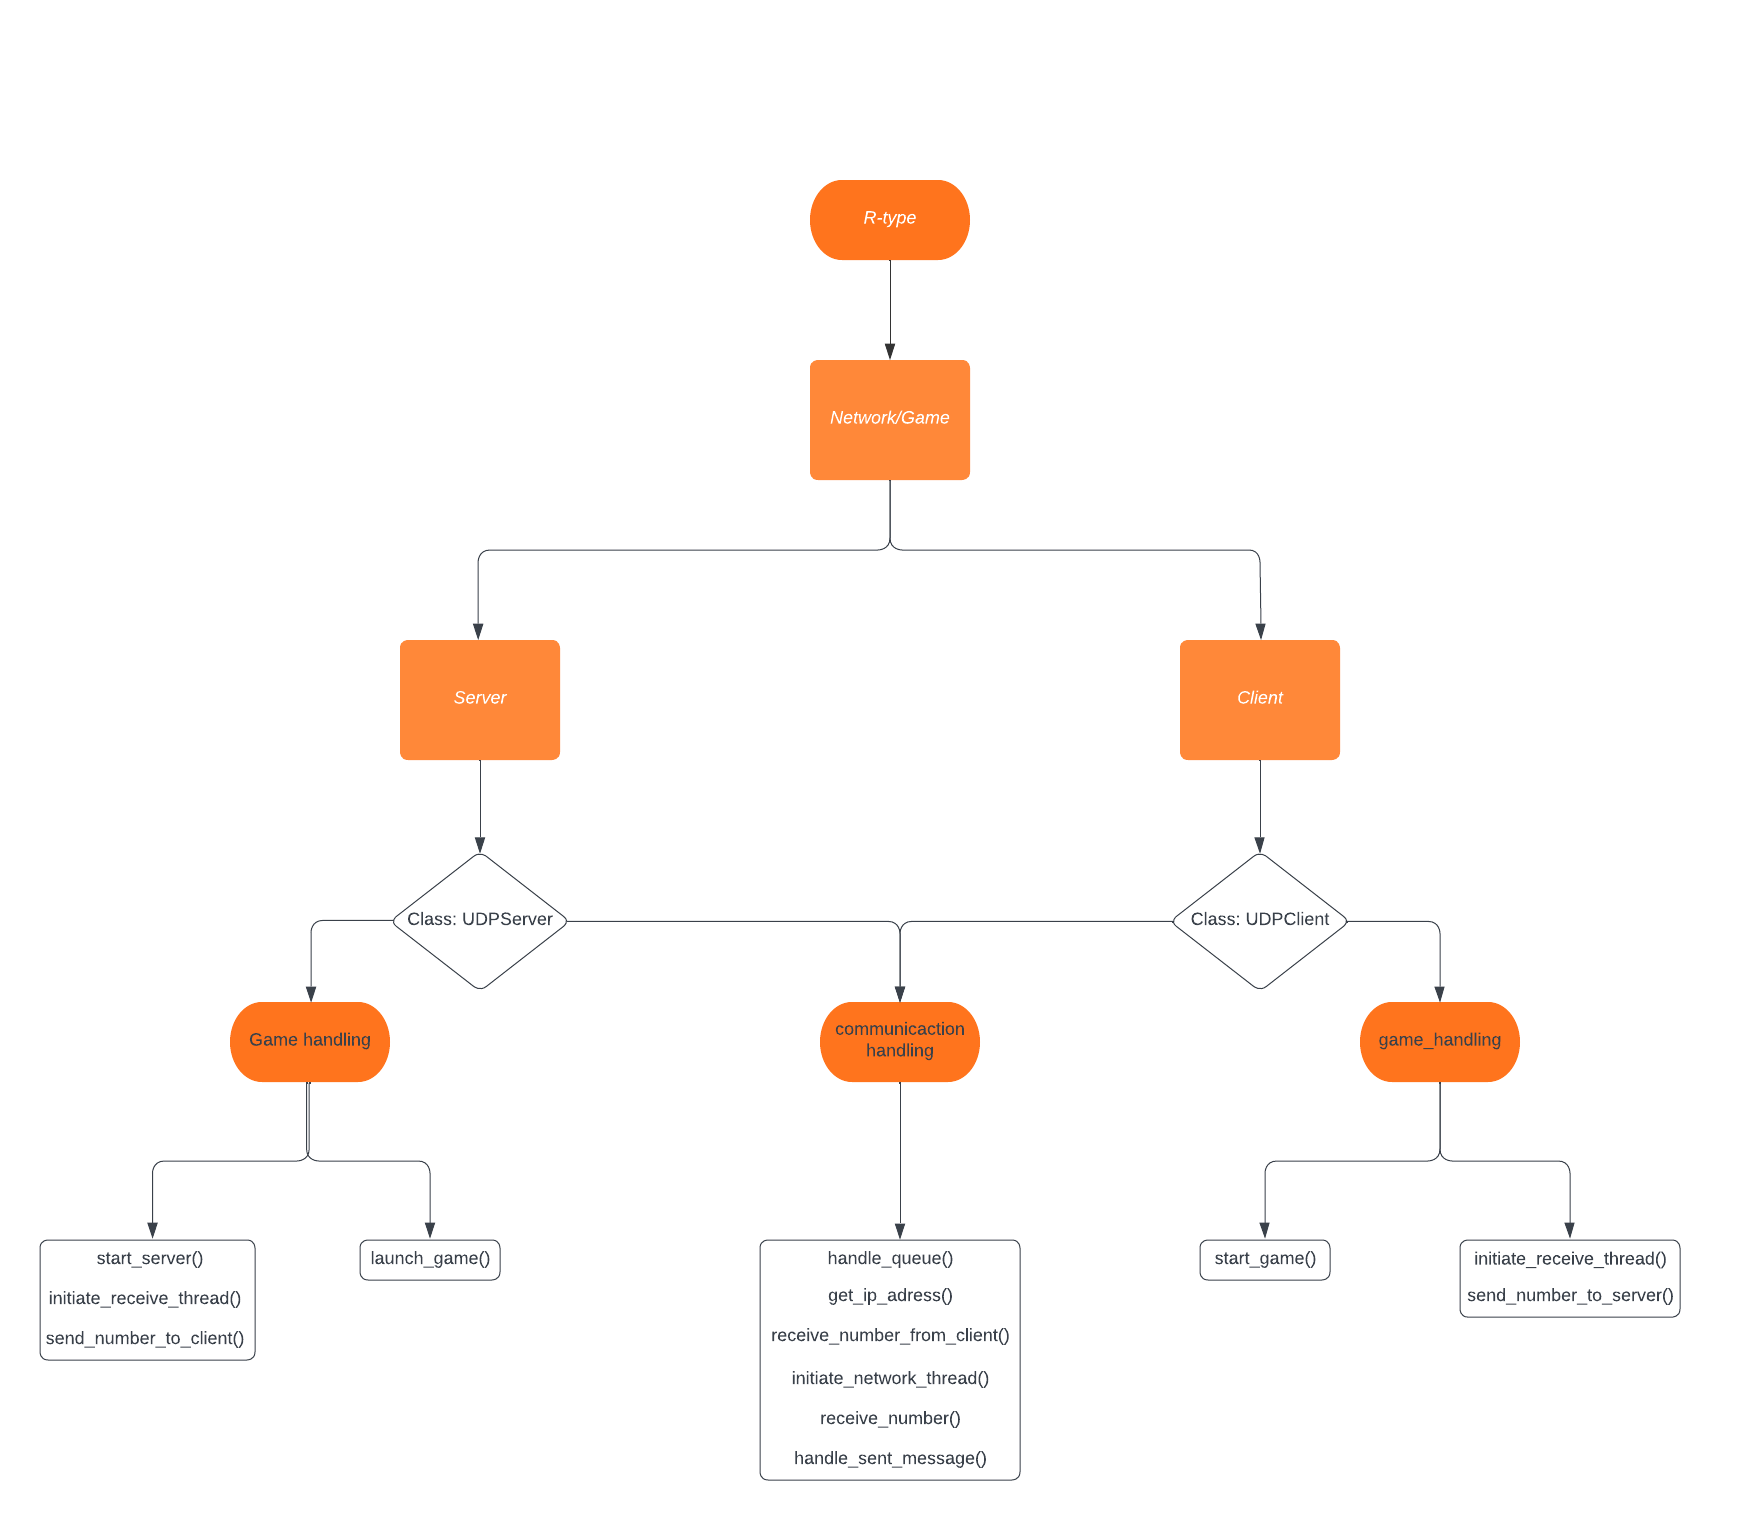 R-type
Network/Game
Server
Client
Class: UDPServer
Class: UDPClient
Game handling
communicaction
handling
game_handling
start_server()
initiate_receive_thread()
send_number_to_client()
launch_game()
handle_queue()
get_ip_adress()
receive_number_from_client()
initiate_network_thread()
receive_number()
handle_sent_message()
start_game()
initiate_receive_thread()
send_number_to_server()